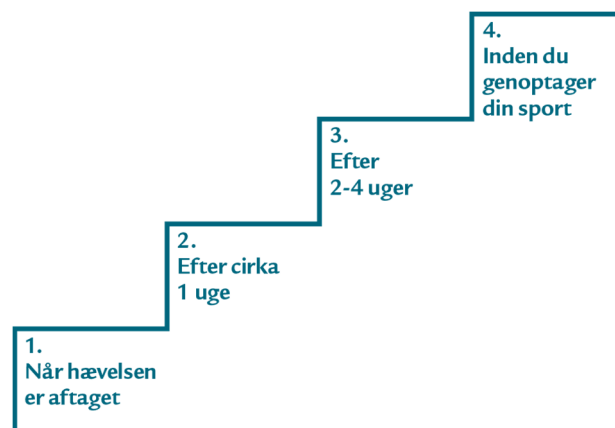 1.
Når hævelsen
er aftaget
2.
Efter cirka
1 uge
3.
Efter
2-4 uger
4.
Inden du
genoptager
din sport